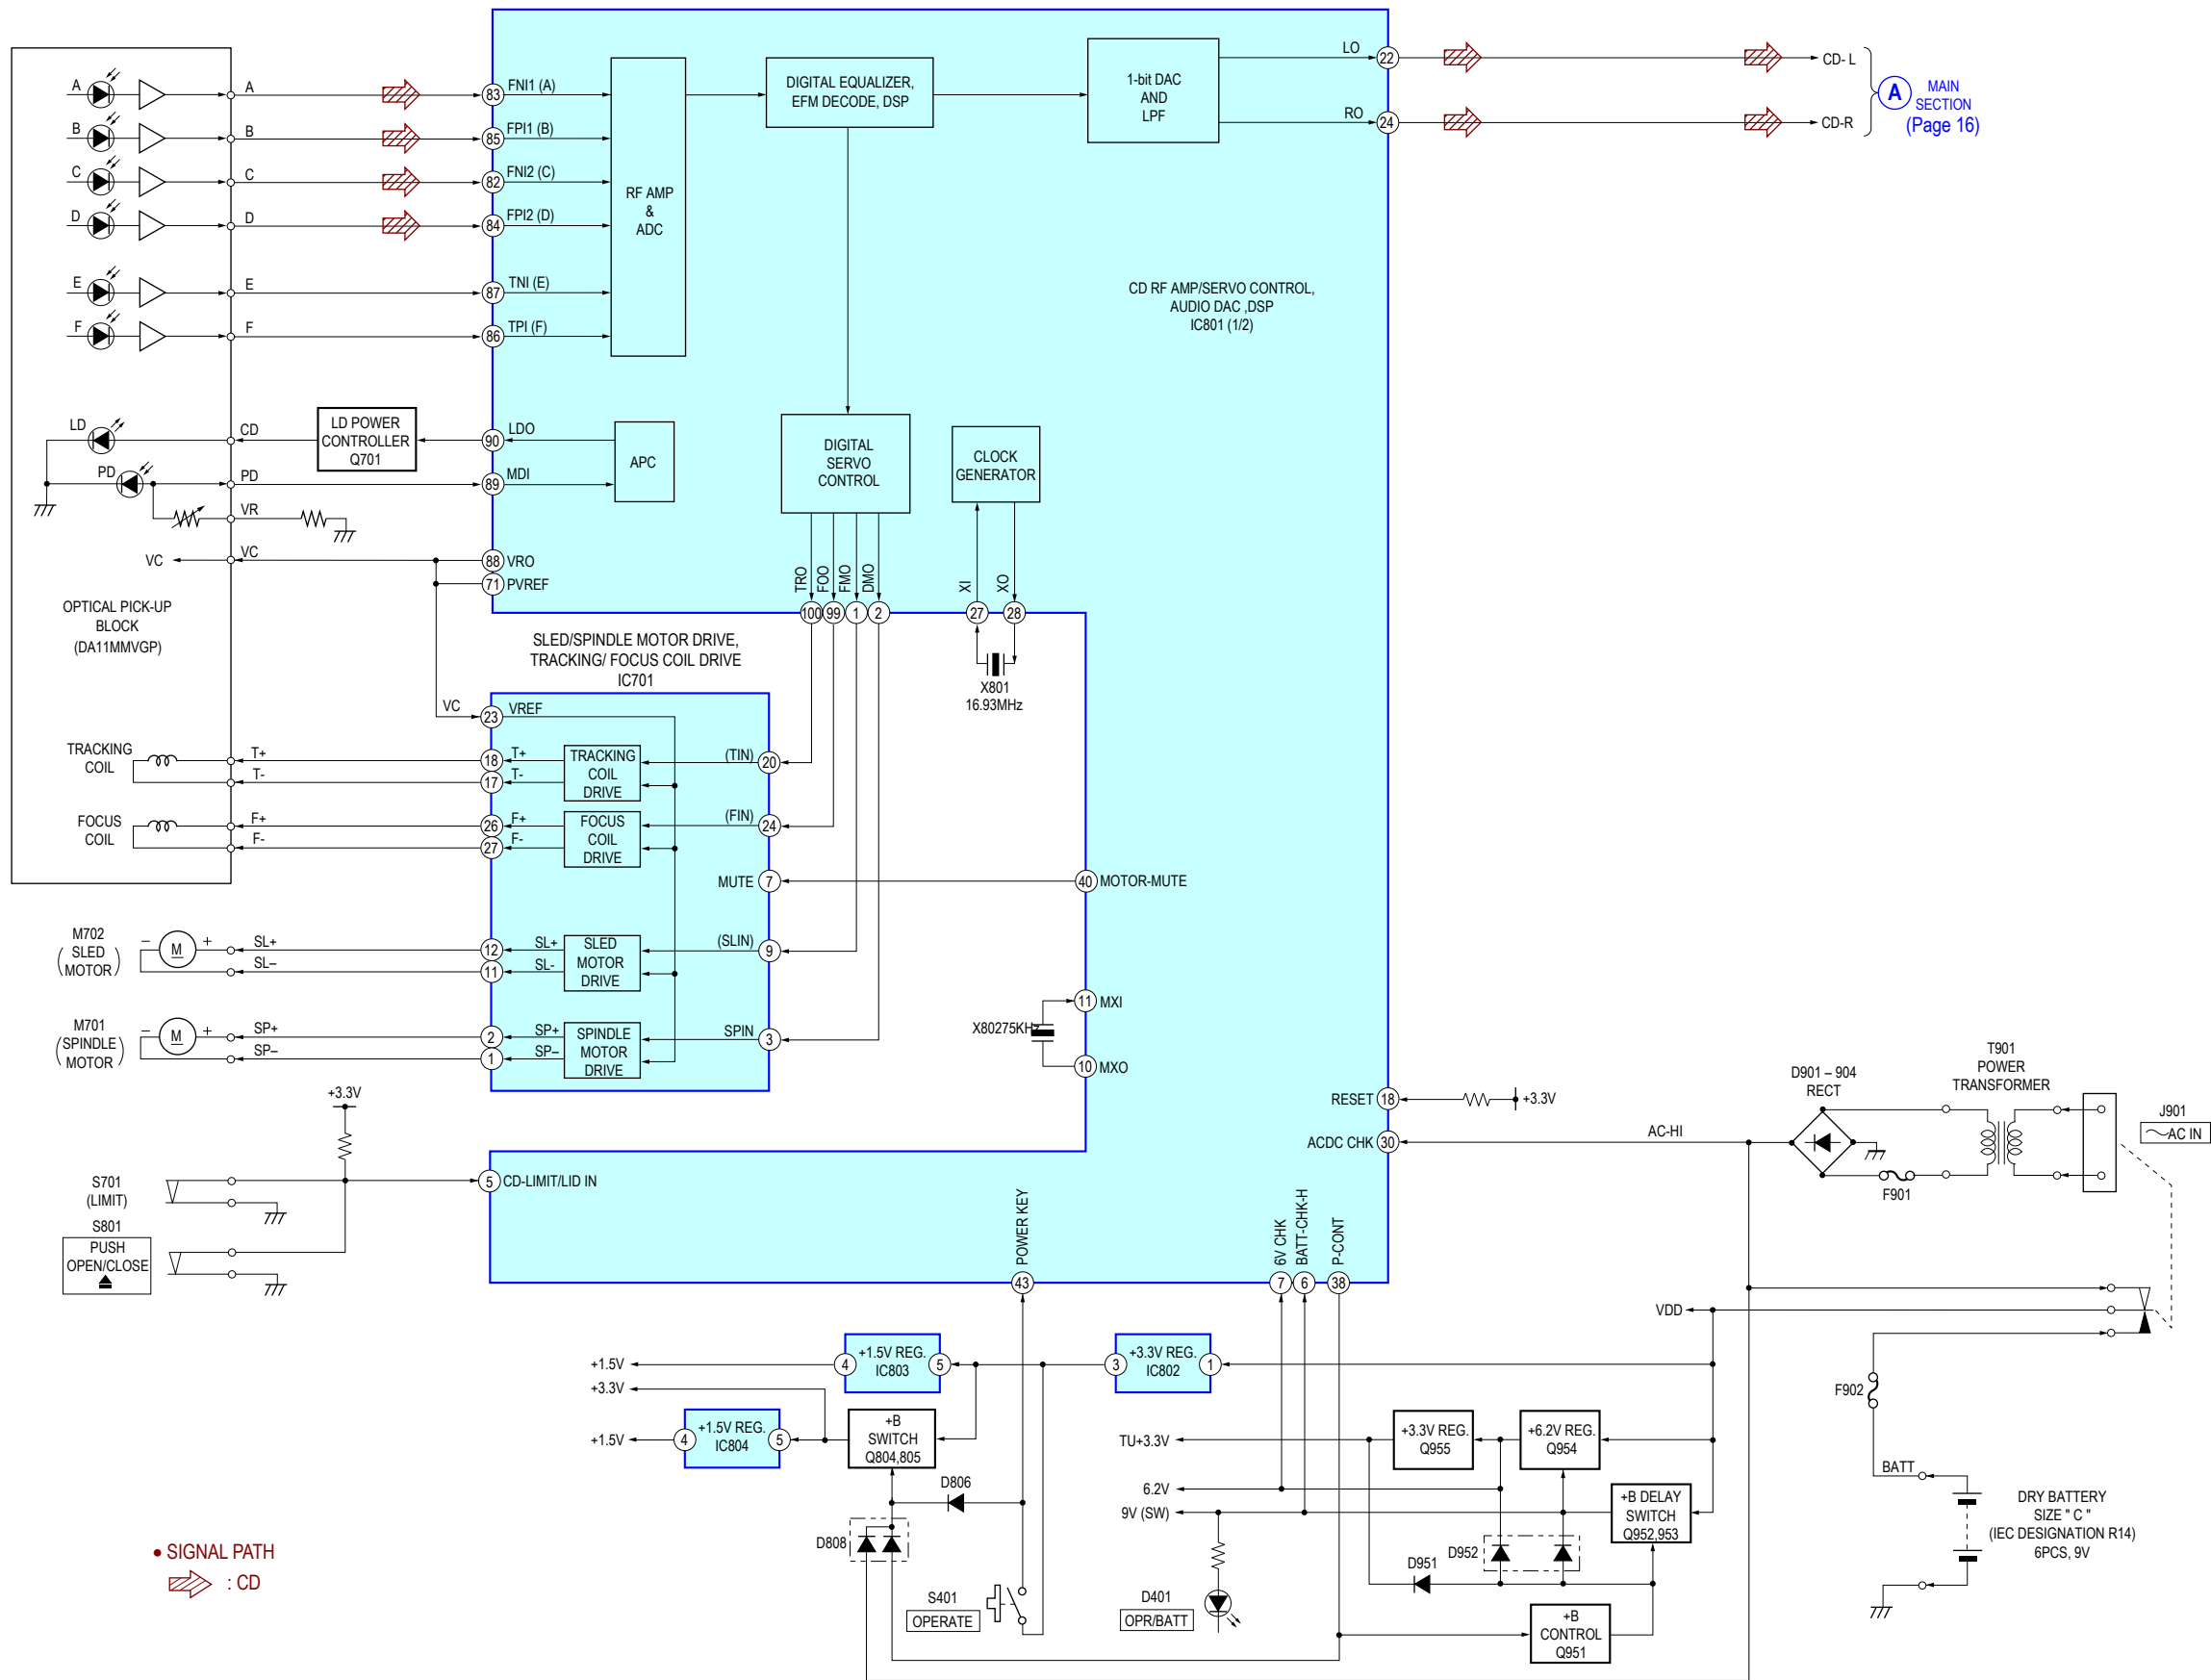 A
B
C
D
E
F
A
B
C
D
E
F
83 FNI1 (A)
85 FPI1 (B)
82 FNI2 (C)
84 FPI2 (D)
87 TNI (E)
86 TPI (F)
RF AMP
&
ADC
DIGITAL EQUALIZER,
EFM DECODE, DSP
1-bit DAC
AND
LPF
LO 22
RO 24
CD- L
CD-R
A MAIN
SECTION
(Page 16)
CD RF AMP/SERVO CONTROL,
AUDIO DAC ,DSP
IC801 (1/2)
LD
CD
LD POWER
CONTROLLER
Q701
90 LDO
APC
PD
PD
89 MDI
VR
VC
VC
88 VRO
71 PVREF
DIGITAL
SERVO
CONTROL
CLOCK
GENERATOR
TRO
FOO
FMO
DMO
XI
XO
100 99 1 2
27 28
X801
16.93MHz
OPTICAL PICK-UP
BLOCK
(DA11MMVGP)
SLED/SPINDLE MOTOR DRIVE,
TRACKING/ FOCUS COIL DRIVE
IC701
VC 23 VREF
TRACKING
COIL
T+
T-
18 T+
17 T-
TRACKING
COIL
DRIVE
(TIN) 20
FOCUS
COIL
F+
F-
26 F+
27 F-
FOCUS
COIL
DRIVE
(FIN) 24
MUTE 7
40 MOTOR-MUTE
M702
( SLED
MOTOR )
– M +
SL+
SL–
12 SL+
11 SL-
SLED
MOTOR
DRIVE
(SLIN) 9
M701
( SPINDLE
MOTOR )
– M +
SP+
SP–
2 SP+
1 SP–
SPINDLE
MOTOR
DRIVE
SPIN 3
11 MXI
X80275KHz
10 MXO
+3.3V
S701
(LIMIT)
S801
PUSH
OPEN/CLOSE
5 CD-LIMIT/LID IN
RESET 18
+3.3V
ACDC CHK 30
AC-HI
D901 – 904
RECT
T901
POWER
TRANSFORMER
J901
AC IN
F901
POWER KEY
6V CHK
BATT-CHK-H
P-CONT
43
7 6 38
VDD
+1.5V
4 +1.5V REG. 5
IC803
3 +3.3V REG. 1
IC802
+3.3V
+1.5V
4 +1.5V REG. 5
IC804
+B
SWITCH
Q804,805
TU+3.3V
+3.3V REG.
Q955
+6.2V REG.
Q954
6.2V
9V (SW)
+B DELAY
SWITCH
Q952,953
D806
D808
D951
D952
S401
OPERATE
D401
OPR/BATT
+B
CONTROL
Q951
F902
BATT
DRY BATTERY
SIZE " C "
(IEC DESIGNATION R14)
6PCS, 9V
• SIGNAL PATH
: CD